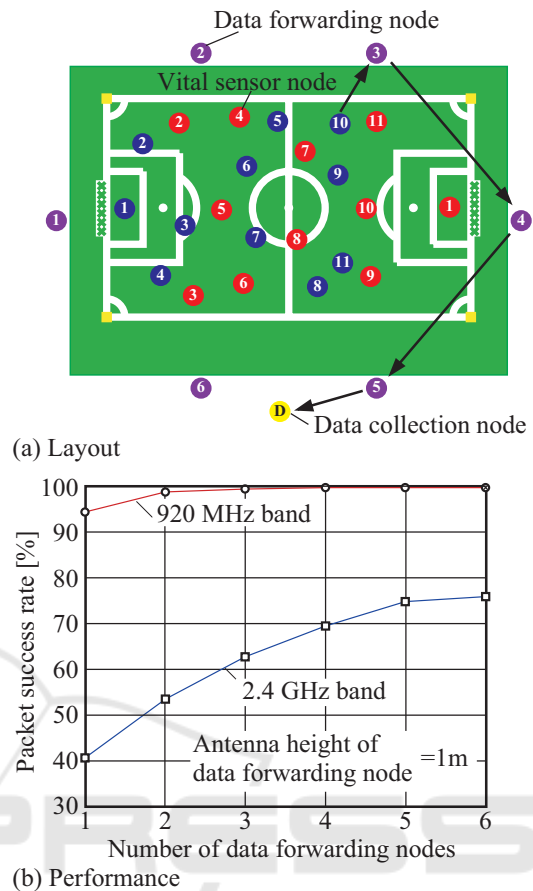 Data forwarding node
2
3
Vital sensor node
4
5
10
11
2
2
7
6
9
1
1
3
5
10
1
4
7
8
4
11
9
3
6
8
6
5
D
Data collection node
(a) Layout
Packet success rate [%]
100
90
80
70
60
50
40
30
920 MHz band
2.4 GHz band
Antenna height of
data forwarding node =1m
1 2 3 4 5 6
Number of data forwarding nodes
(b) Performance